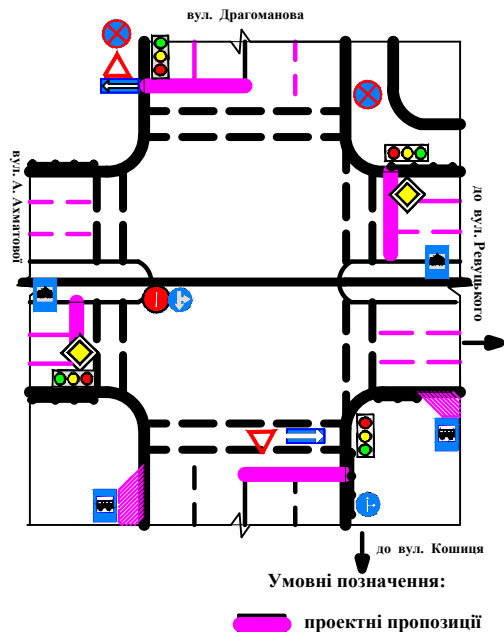 вул. Драгоманова
вул. А. Ахматової
до вул. Ревуцького
до вул. Кошиця
Умовні позначення:
проектні пропозиції